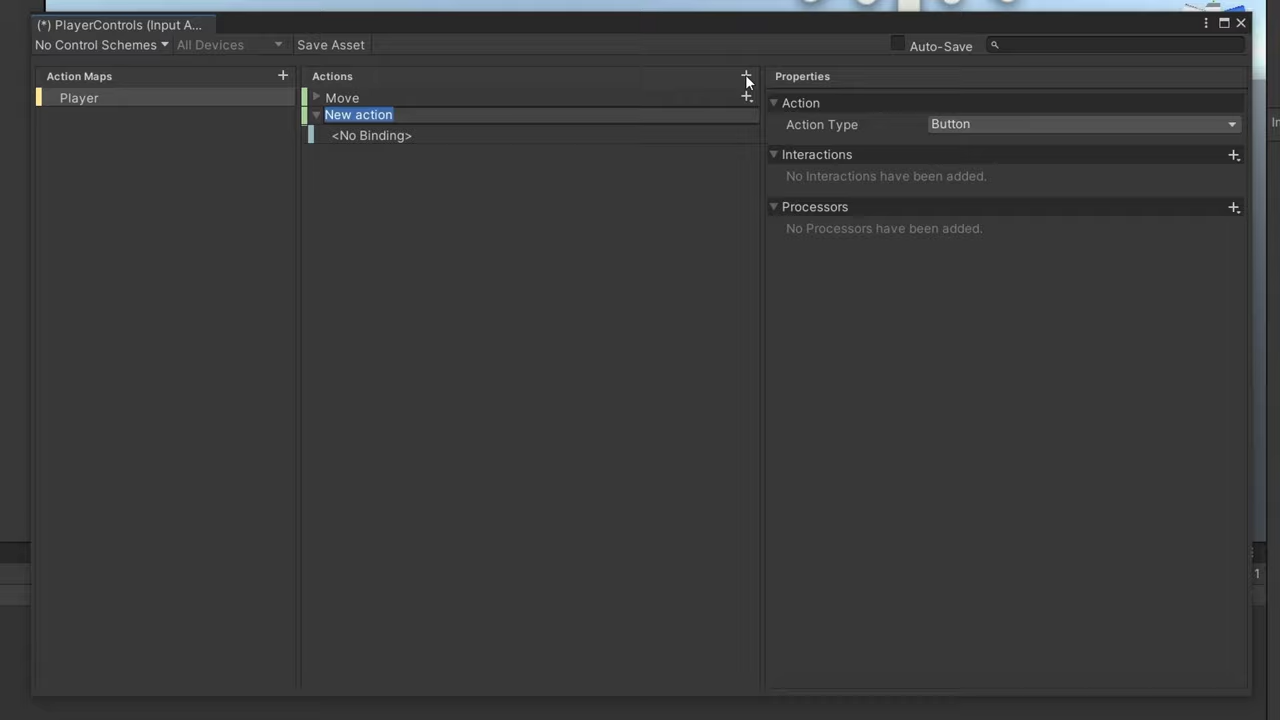 (*) PlayerControls (Input A...
No Control Schemes All Devices Save Asset Auto-Save
Action Maps
Player
Actions
Move
New action
<No Binding>
Properties
Action
Action Type Button
Interactions
No Interactions have been added.
Processors
No Processors have been added.
1